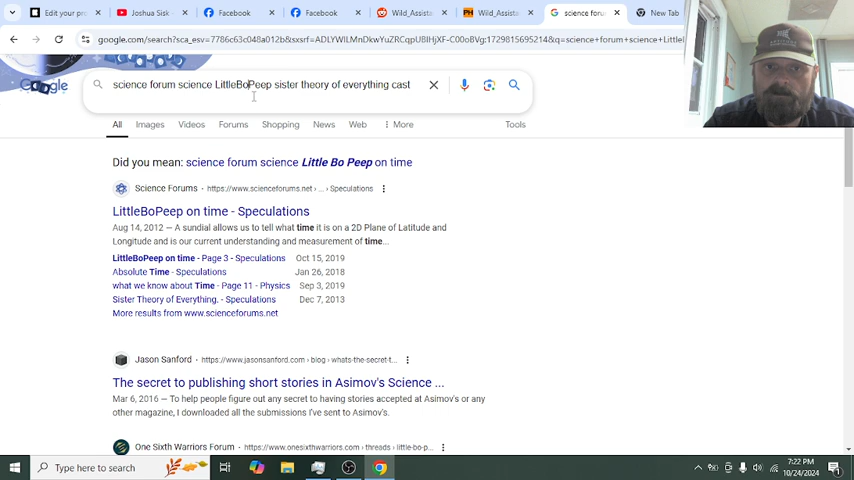 Edit your pro
Joshua Sisk -
Facebook
Facebook
Wild_Assista
Wild_Assista
science foru
New Tab
google.com/search?sca_esv=7786c63c048a012b&sxsrf=ADLYWILMnDkwYuZRCqpUBIHjXF-C00oBVg:1729815695214&q=science+forum+science+Littlel
Google
science forum science LittleBoPeep sister theory of everything cast
All Images Videos Forums Shopping News Web More Tools
Did you mean: science forum science Little Bo Peep on time
Science Forums · https://www.scienceforums.net › ... › Speculations
LittleBoPeep on time - Speculations
Aug 14, 2012 — A sundial allows us to tell what time it is on a 2D Plane of Latitude and
Longitude and is our current understanding and measurement of time...
LittleBoPeep on time - Page 3 - Speculations Oct 15, 2019
Absolute Time - Speculations Jan 26, 2018
what we know about Time - Page 11 - Physics Sep 3, 2019
Sister Theory of Everything. - Speculations Dec 7, 2013
More results from www.scienceforums.net
Jason Sanford · https://www.jasonsanford.com › blog › whats-the-secret-t...
The secret to publishing short stories in Asimov's Science ...
Mar 6, 2016 — To help people figure out any secret to having stories accepted at Asimov's or any
other magazine, I downloaded all the submissions I've sent to Asimov's.
One Sixth Warriors Forum · https://www.onesixthwarriors.com › threads › little-bo-p...
Type here to search
7:22 PM
10/24/2024